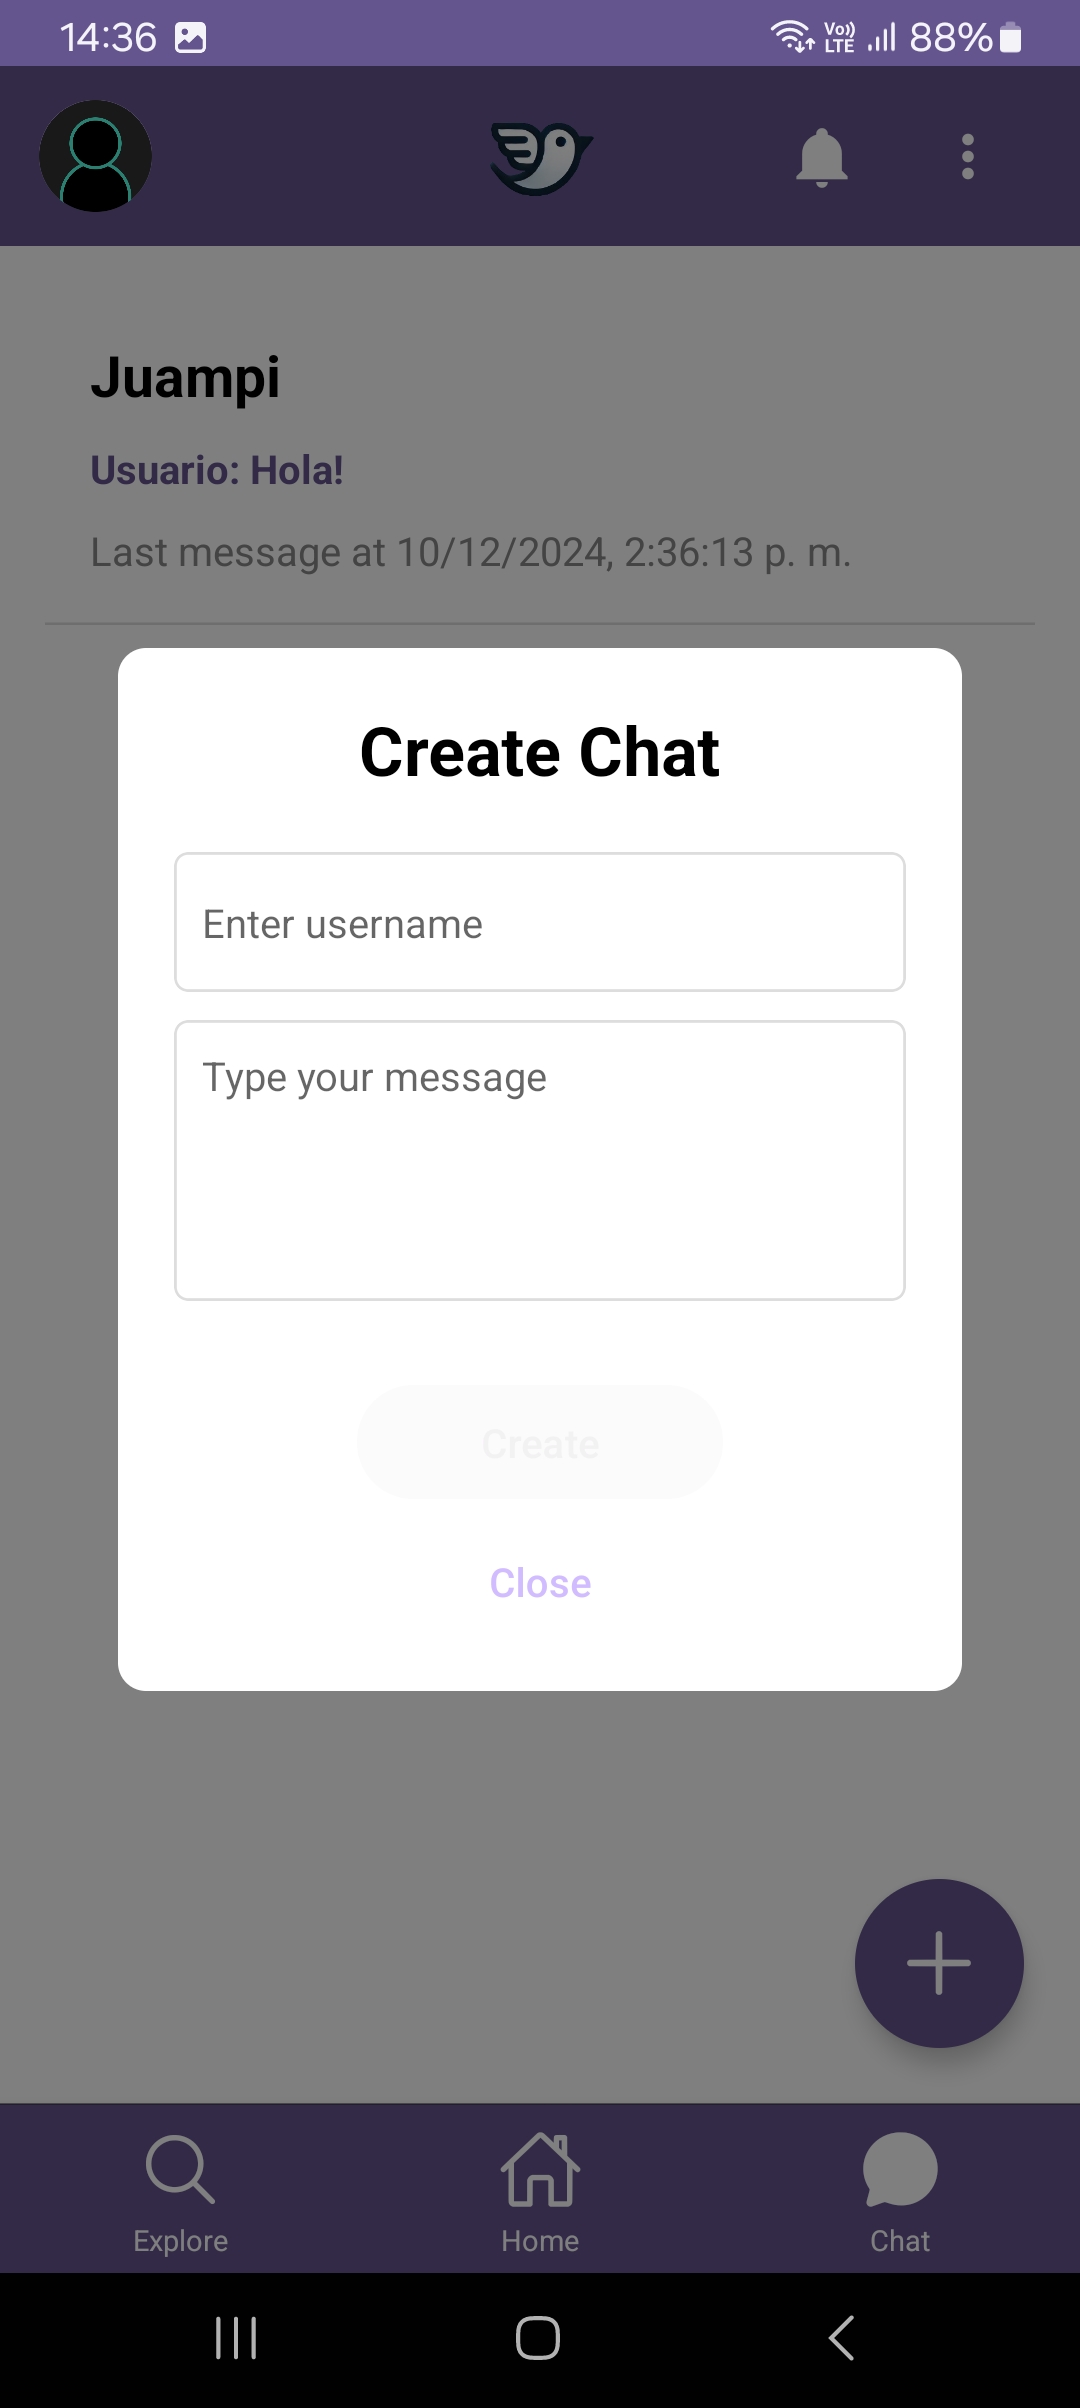 14:36
Vo)) LTE 88%
Juampi
Usuario: Hola!
Last message at 10/12/2024, 2:36:13 p. m.
Create Chat
Enter username
Type your message
Create
Close
Explore Home Chat